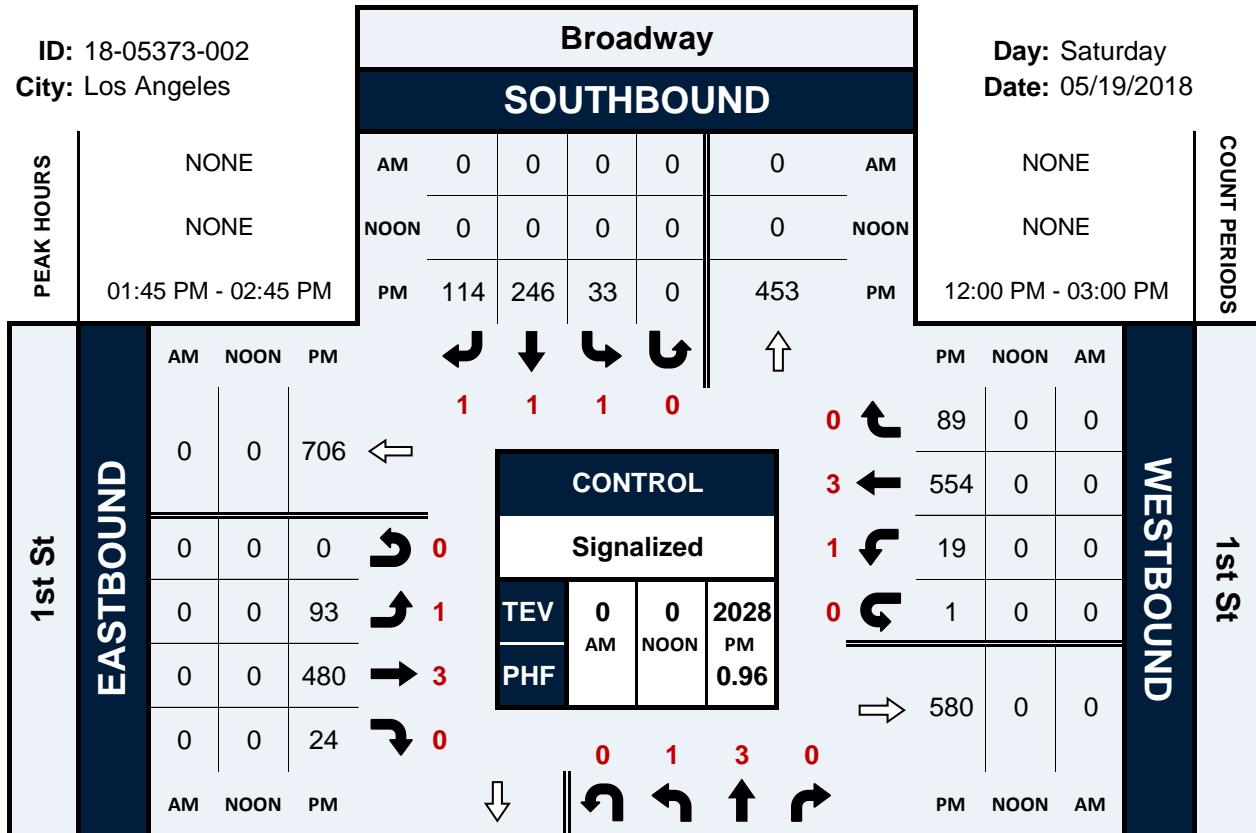 ID: 18-05373-002
City: Los Angeles
Broadway
SOUTHBOUND
Day: Saturday
Date: 05/19/2018
PEAK HOURS
NONE
NONE
01:45 PM - 02:45 PM
AM 0 0 0 0 0 AM
NOON 0 0 0 0 0 NOON
PM 114 246 33 0 453 PM
NONE
NONE
12:00 PM - 03:00 PM
COUNT PERIODS
1st St
EASTBOUND
AM NOON PM
0 0 706
0 0 0 0
0 0 93 1
0 0 480 3
0 0 24 0
AM NOON PM
1 1 1 0
CONTROL
Signalized
TEV 0 0 2028
AM NOON PM
PHF 0.96
0 1 3 0
PM NOON AM
0 89 0 0
3 554 0 0
1 19 0 0
0 1 0 0
580 0 0
PM NOON AM
WESTBOUND
1st St